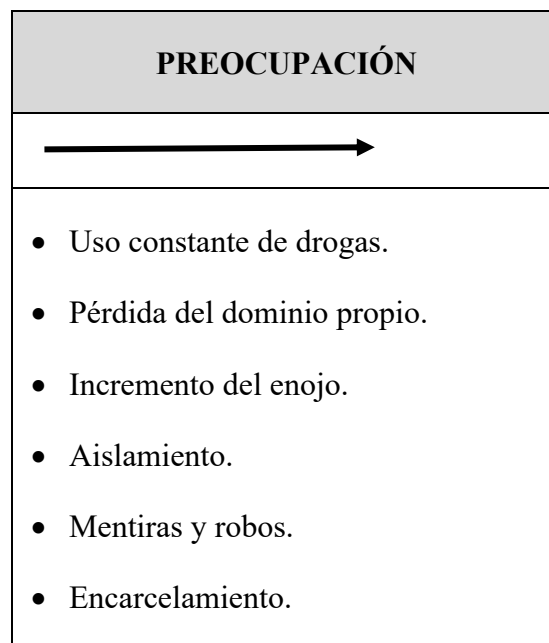 PREOCUPACIÓN
• Uso constante de drogas.
• Pérdida del dominio propio.
• Incremento del enojo.
• Aislamiento.
• Mentiras y robos.
• Encarcelamiento.